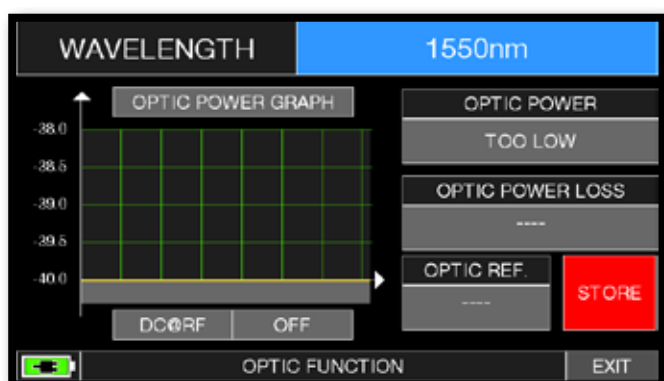 WAVELENGTH
1550nm
OPTIC POWER GRAPH
-38.0
-38.5
-39.0
-39.5
-40.0
DC@RF
OFF
OPTIC POWER
TOO LOW
OPTIC POWER LOSS
----
OPTIC REF.
----
STORE
OPTIC FUNCTION
EXIT